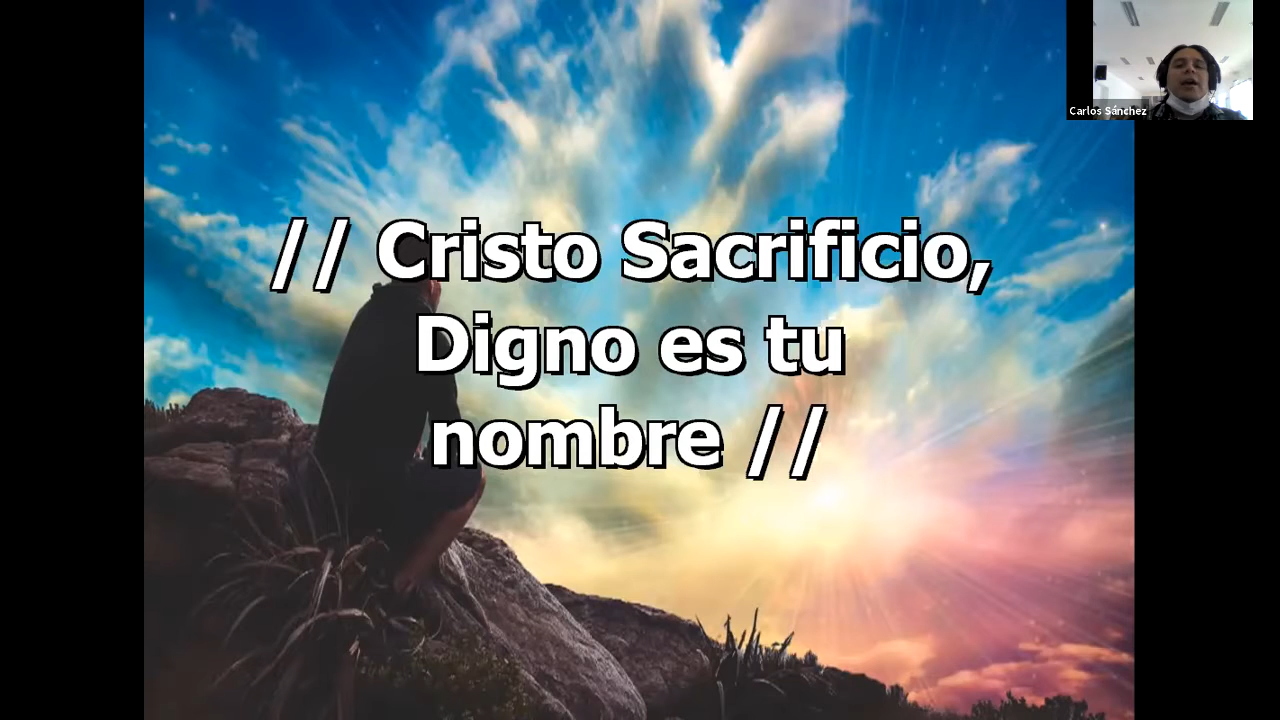 Carlos Sánchez
// Cristo Sacrificio,
Digno es tu
nombre //